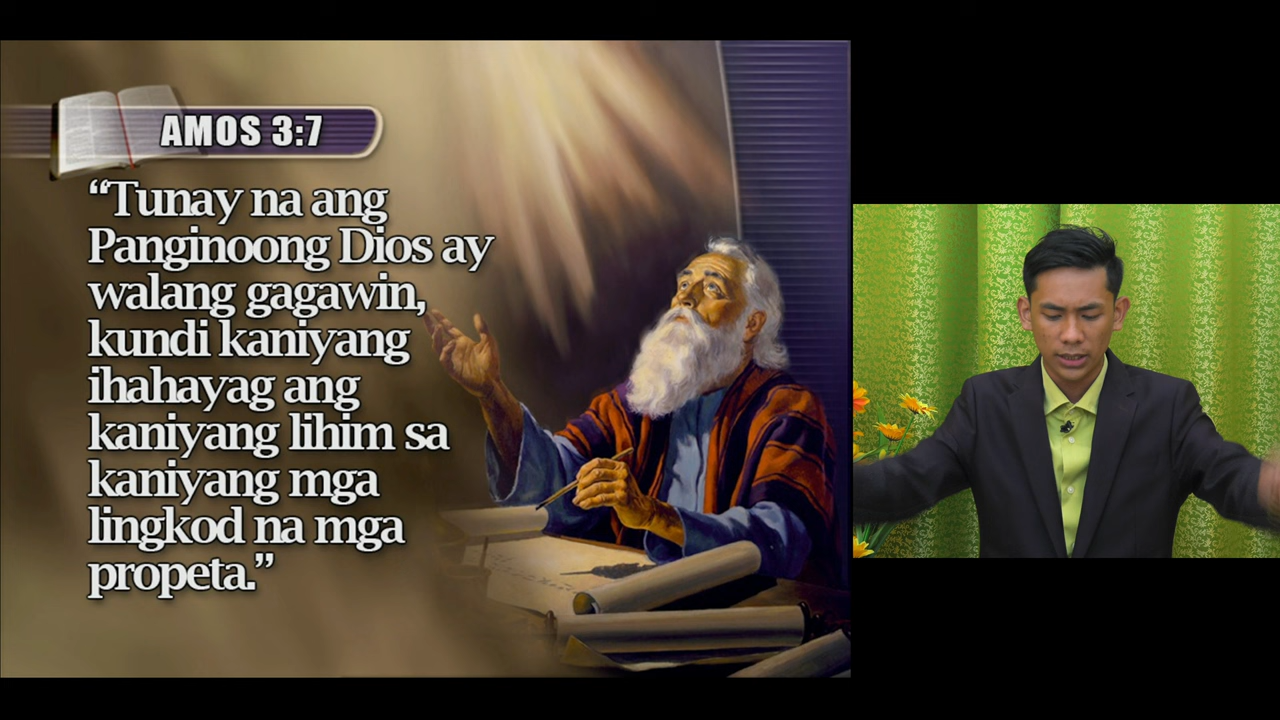 AMOS 3:7
“Tunay na ang
Panginoong Dios ay
walang gagawin,
kundi kaniyang
ihahayag ang
kaniyang lihim sa
kaniyang mga
lingkod na mga
propeta.”